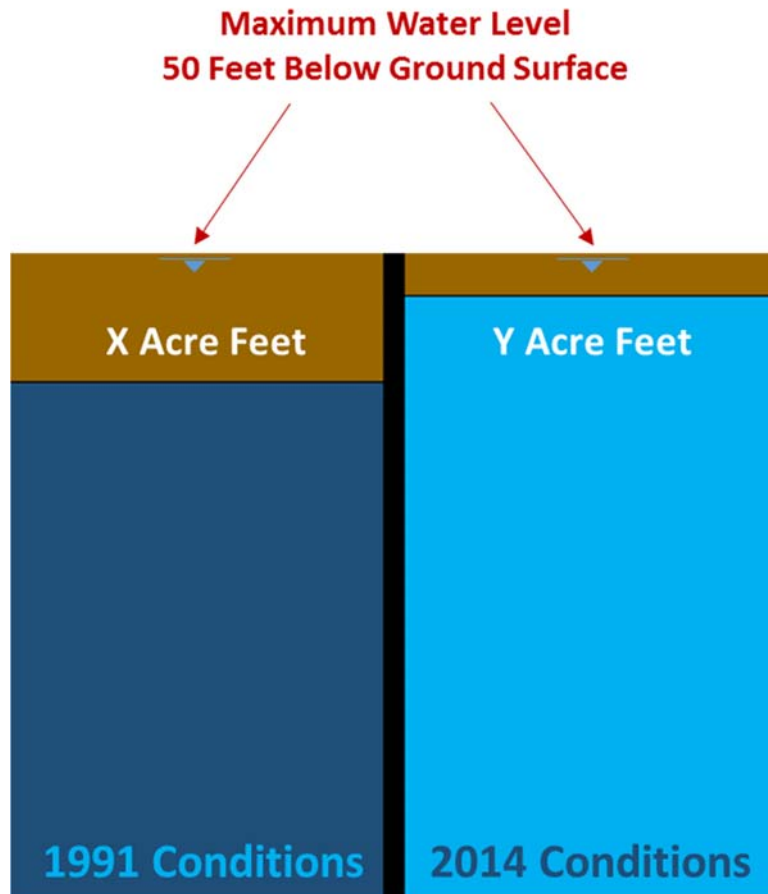 Maximum Water Level
50 Feet Below Ground Surface
X Acre Feet
Y Acre Feet
1991 Conditions
2014 Conditions